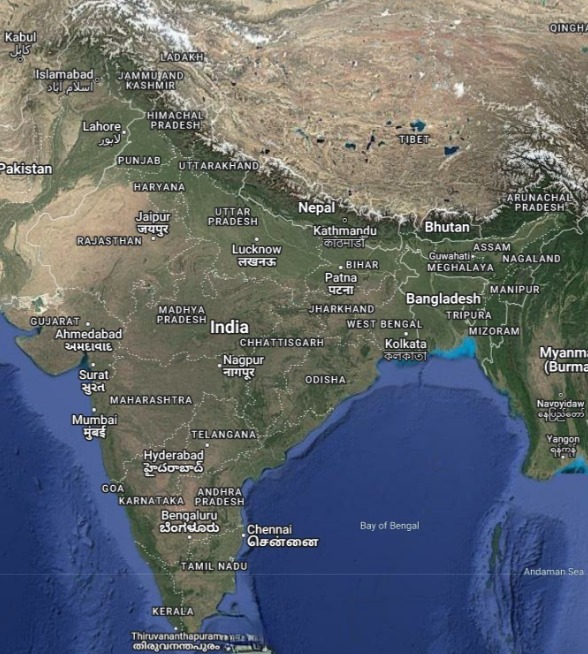 QINGHA
Kabul
کابل
LADAKH
Islamabad
اسلام آباد
JAMMU AND
KASHMIR
HIMACHAL
PRADESH
Lahore
لاہور
TIBET
PUNJAB
UTTARAKHAND
Pakistan
HARYANA
ARUNACHAL
PRADESH
Nepal
Jaipur
जयपुर
UTTAR
PRADESH
Kathmandu
काठमाडौं
Bhutan
RAJASTHAN
Lucknow
लखनऊ
ASSAM
Guwahati
NAGALAND
BIHAR
MEGHALAYA
Patna
पटना
MANIPUR
Bangladesh
MADHYA
PRADESH
JHARKHAND
TRIPURA
GUJARAT
India
WEST BENGAL
MIZORAM
Ahmedabad
અમદાવાદ
CHHATTISGARH
Kolkata
কলকাতা
Myanm
(Burma
Nagpur
नागपूर
Surat
સુરત
ODISHA
MAHARASHTRA
Naypyidaw
နေပြည်တော်
Mumbai
मुंबई
TELANGANA
Yangon
ရန်ကုန်
Hyderabad
హైదరాబాద్
GOA
KARNATAKA
ANDHRA
PRADESH
Bengaluru
ಬೆಂಗಳೂರು
Chennai
சென்னை
Bay of Bengal
TAMIL NADU
Andaman Sea
KERALA
Thiruvananthapuram
തിരുവനന്തപുരം